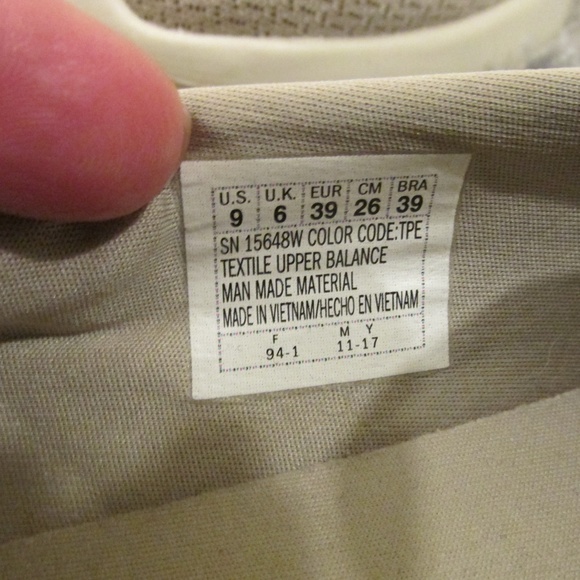 U.S. U.K. EUR CM BRA
9 6 39 26 39
SN 15648W COLOR CODE:TPE
TEXTILE UPPER BALANCE
MAN MADE MATERIAL
MADE IN VIETNAM/HECHO EN VIETNAM
F M Y
94-1 11-17